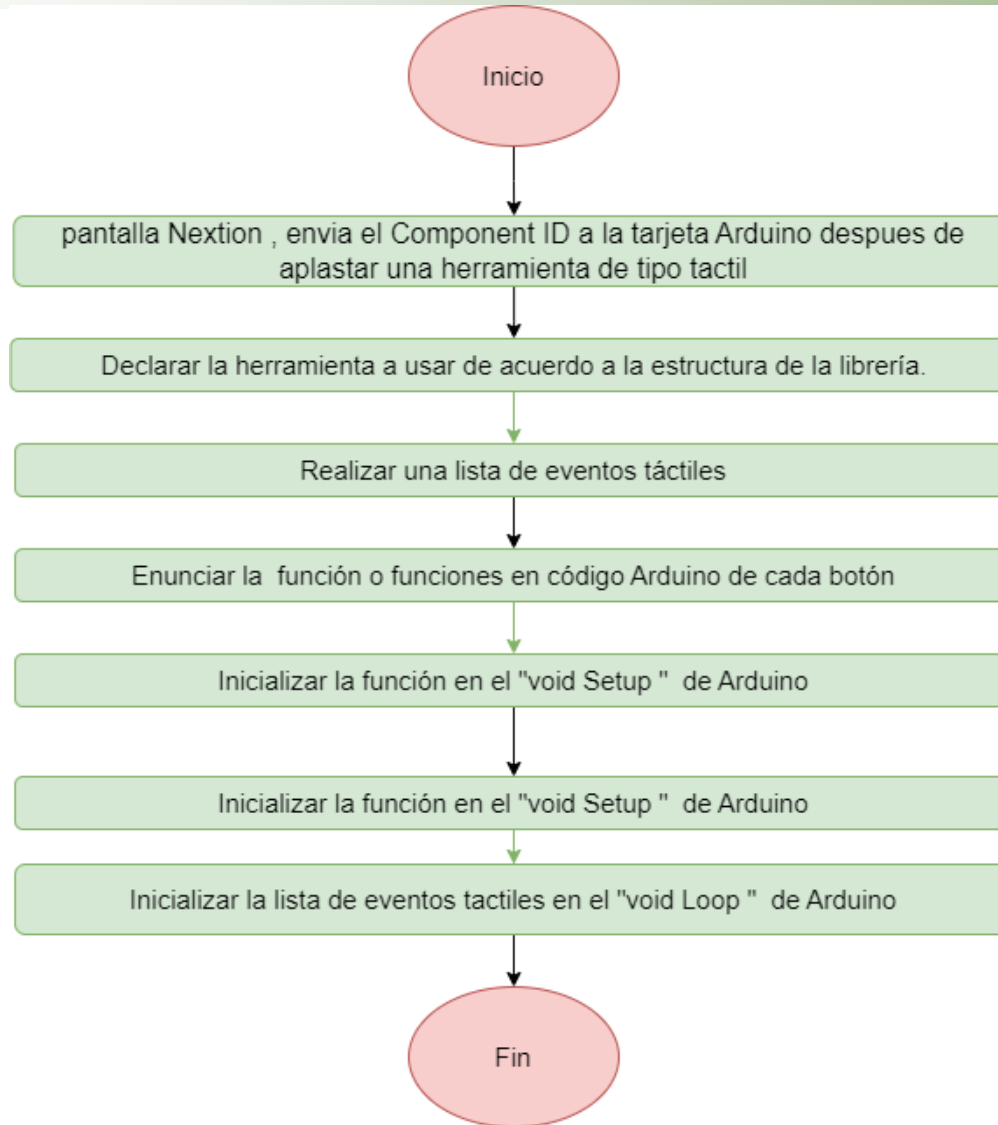 Inicio
pantalla Nextion , envia el Component ID a la tarjeta Arduino despues de
aplastar una herramienta de tipo tactil
Declarar la herramienta a usar de acuerdo a la estructura de la librería.
Realizar una lista de eventos táctiles
Enunciar la función o funciones en código Arduino de cada botón
Inicializar la función en el "void Setup " de Arduino
Inicializar la función en el "void Setup " de Arduino
Inicializar la lista de eventos tactiles en el "void Loop " de Arduino
Fin